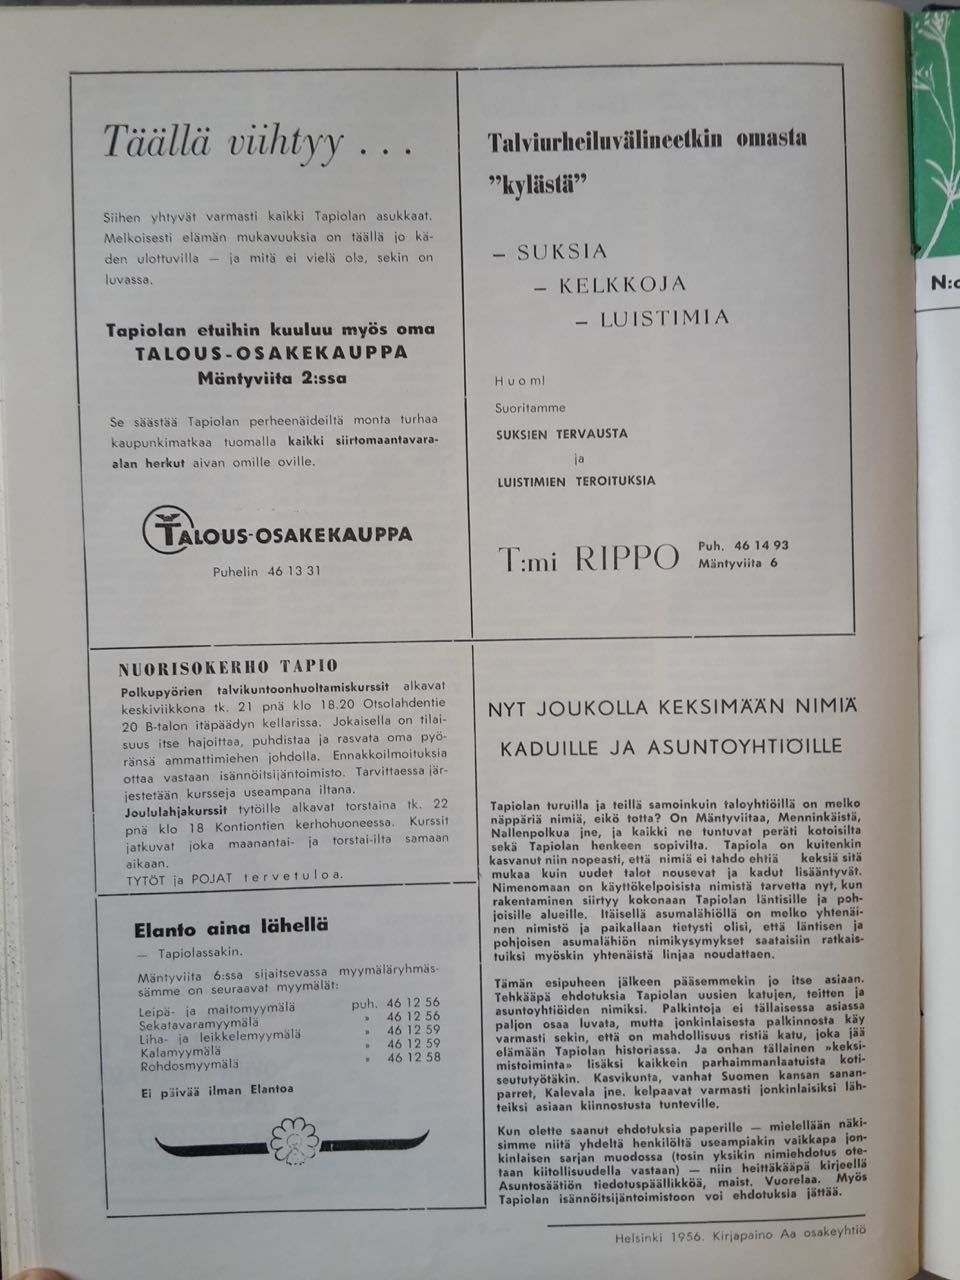 Täällä viihtyy . . .
Siihen yhtyvät varmasti kaikki Tapiolan asukkaat.
Melkoisesti elämän mukavuuksia on täällä jo kä-
den ulottuvilla — ja mitä ei vielä ole, sekin on
luvassa.
Tapiolan etuihin kuuluu myös oma
TALOUS-OSAKEKAUPPA
Mäntyviita 2:ssa
Se säästää Tapiolan perheenäideiltä monta turhaa
kaupunkimatkaa tuomalla kaikki siirtomaantavara-
alan herkut aivan omille oville.
TALOUS-OSAKEKAUPPA
Puhelin 46 13 31
Talviurheiluvälineetkin omasta
”kylästä”
— SUKSIA
— KELKKOJA
— LUISTIMIA
Huom!
Suoritamme
SUKSIEN TERVAUSTA
ja
LUISTIMIEN TEROITUKSIA
T:mi RIPPO
Puh. 46 14 93
Mäntyviita 6
NUORISOKERHO TAPIO
Polkupyörien talvikuntoonhuoltamiskurssit alkavat
keskiviikkona tk. 21 pnä klo 18.20 Otsolahdentie
20 B-talon itäpäädyn kellarissa. Jokaisella on tilai-
suus itse hajoittaa, puhdistaa ja rasvata oma pyö-
ränsä ammattimiehen johdolla. Ennakkoilmoituksia
ottaa vastaan isännöitsijäntoimisto. Tarvittaessa jär-
jestetään kursseja useampana iltana.
Joululahjakurssit tytöille alkavat torstaina tk. 22
pnä klo 18 Kontiontien kerhohuoneessa. Kurssit
jatkuvat joka maanantai- ja torstai-ilta samaan
aikaan.
TYTÖT ja POJAT tervetuloa.
Elanto aina lähellä
— Tapiolassakin.
Mäntyviita 6:ssa sijaitsevassa myymäläryhmäs-
sämme on seuraavat myymälät:
Leipä- ja maitomyymälä puh. 46 12 56
Sekatavaramyymälä » 46 12 56
Liha- ja leikkelemyymälä » 46 12 59
Kalamyymälä » 46 12 59
Rohdosmyymälä » 46 12 58
Ei päivää ilman Elantoa
NYT JOUKOLLA KEKSIMÄÄN NIMIÄ
KADUILLE JA ASUNTOYHTIÖILLE
Tapiolan turuilla ja teillä samoinkuin taloyhtiöillä on melko
näppäriä nimiä, eikö totta? On Mäntyviitaa, Menninkäistä,
Nallenpolkua jne, ja kaikki ne tuntuvat peräti kotoisilta
sekä Tapiolan henkeen sopivilta. Tapiola on kuitenkin
kasvanut niin nopeasti, että nimiä ei tahdo ehtiä keksiä sitä
mukaa kuin uudet talot nousevat ja kadut lisääntyvät.
Nimenomaan on käyttökelpoisista nimistä tarvetta nyt, kun
rakentaminen siirtyy kokonaan Tapiolan läntisille ja poh-
joisille alueille. Itäisellä asumalähiöllä on melko yhtenäi-
nen nimistö ja paikallaan tietysti olisi, että läntisen ja
pohjoisen asumalähiön nimikysymykset saataisiin ratkais-
tuiksi myöskin yhtenäistä linjaa noudattaen.
Tämän esipuheen jälkeen pääsemmekin jo itse asiaan.
Tehkääpä ehdotuksia Tapiolan uusien katujen, teitten ja
asuntoyhtiöiden nimiksi. Palkintoja ei tällaisessa asiassa
paljon osaa luvata, mutta jonkinlaisesta palkinnosta käy
varmasti sekin, että on mahdollisuus ristiä katu, joka jää
elämään Tapiolan historiassa. Ja onhan tällainen »keksi-
mistoiminta» lisäksi kaikkein parhaimmanlaatuista koti-
seututyötäkin. Kasvikunta, vanhat Suomen kansan sanan-
parret, Kalevala jne. kelpaavat varmasti jonkinlaisiksi läh-
teiksi asiaan kiinnostusta tunteville.
Kun olette saanut ehdotuksia paperille — mielellään näki-
simme niitä yhdeltä henkilöltä useampiakin vaikkapa jon-
kinlaisen sarjan muodossa (tosin yksikin nimiehdotus ote-
taan kiitollisuudella vastaan) — niin heittäkääpä kirjeellä
Asuntosäätiön tiedotuspäällikköä, maist. Vuorelaa. Myös
Tapiolan isännöitsijäntoimistoon voi ehdotuksia jättää.
Helsinki 1956. Kirjapaino Aa osakeyhtiö